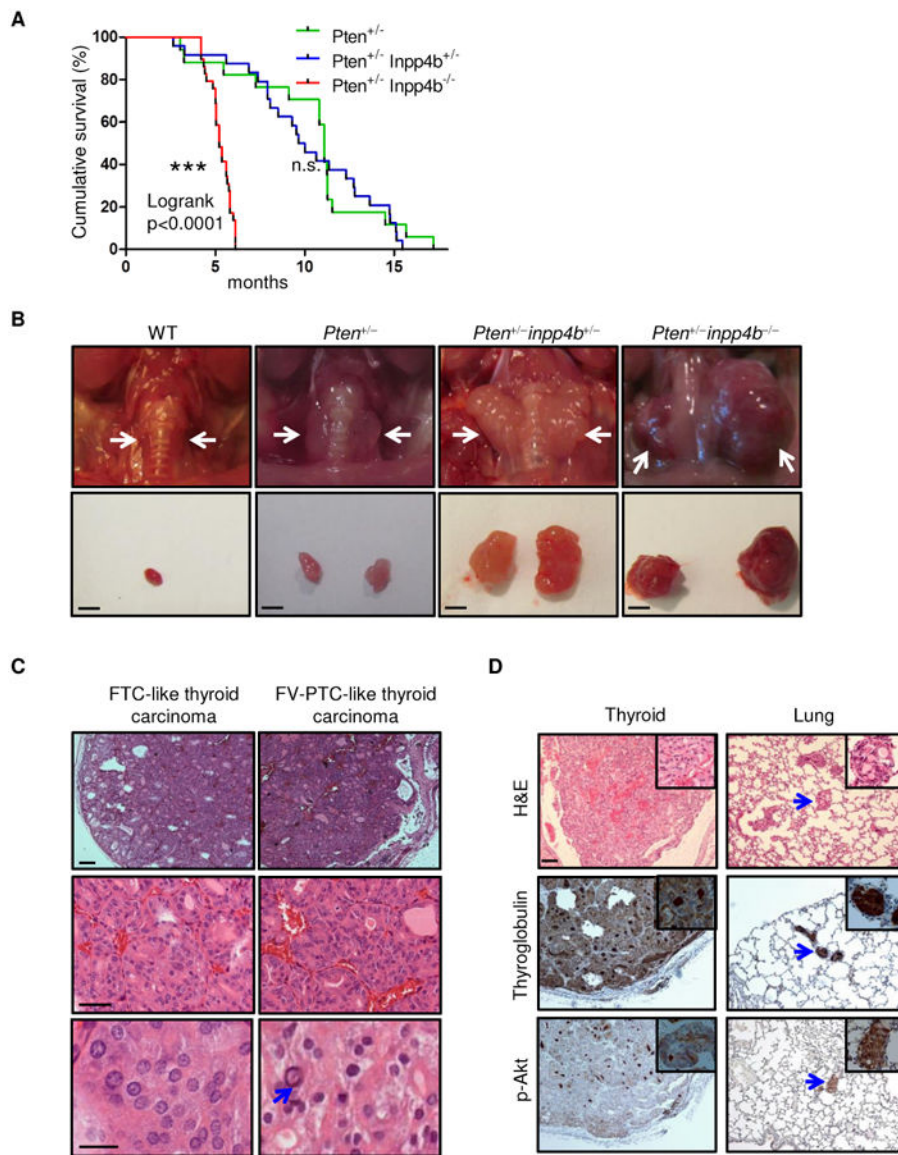 A
Cumulative survival (%)
100
80
60
40
20
0
0 5 10 15
months
Pten+/-
Pten+/- Inpp4b+/-
Pten+/- Inpp4b-/-
***
n.s.
Logrank
p<0.0001
B
WT Pten+/– Pten+/–inpp4b+/– Pten+/–inpp4b–/–
C
FTC-like thyroid
carcinoma
FV-PTC-like thyroid
carcinoma
D
Thyroid Lung
H&E
Thyroglobulin
p-Akt